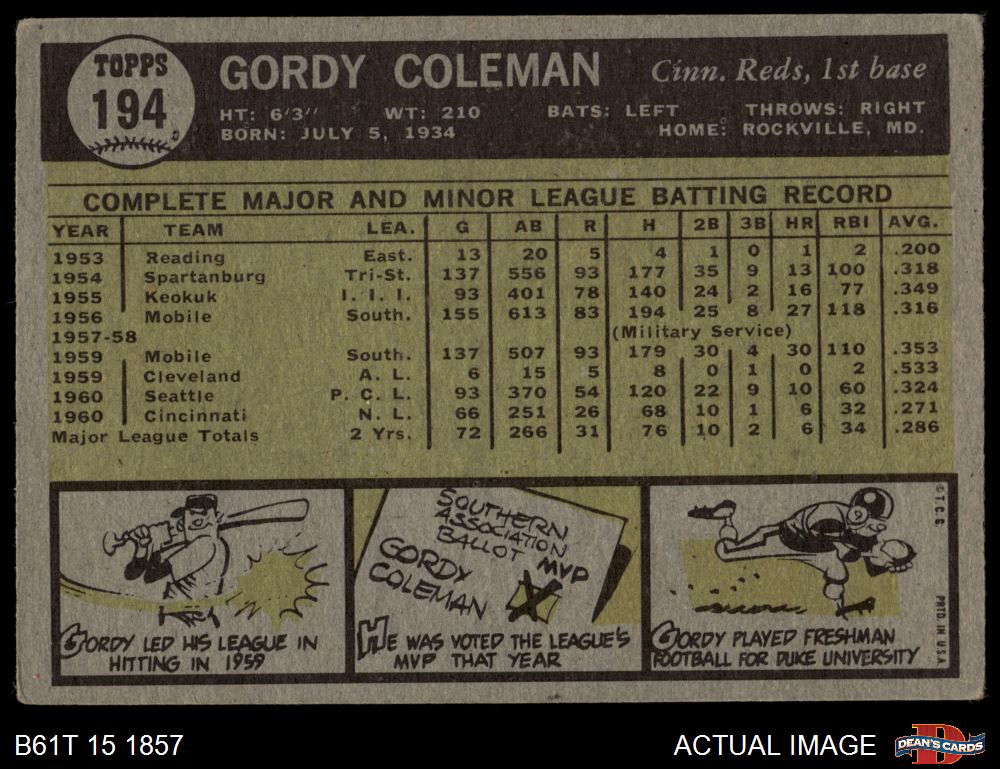 TOPPS
194
GORDY COLEMAN
Cinn. Reds, 1st base
HT: 6'3" WT: 210 BATS: LEFT THROWS: RIGHT
BORN: JULY 5, 1934 HOME: ROCKVILLE, MD.
COMPLETE MAJOR AND MINOR LEAGUE BATTING RECORD
YEAR TEAM LEA. G AB R H 2B 3B HR RBI AVG.
1953 Reading East. 13 20 5 4 1 0 1 2 .200
1954 Spartanburg Tri-St. 137 556 93 177 35 9 13 100 .318
1955 Keokuk I. I. I. 93 401 78 140 24 2 16 77 .349
1956 Mobile South. 155 613 83 194 25 8 27 118 .316
1957-58 (Military Service)
1959 Mobile South. 137 507 93 179 30 4 30 110 .353
1959 Cleveland A. L. 6 15 5 8 0 1 0 2 .533
1960 Seattle P. C. L. 93 370 54 120 22 9 10 60 .324
1960 Cincinnati N. L. 66 251 26 68 10 1 6 32 .271
Major League Totals 2 Yrs. 72 266 31 76 10 2 6 34 .286
GORDY LED HIS LEAGUE IN
HITTING IN 1959
SOUTHERN
ASSOCIATION
BALLOT
MVP
GORDY
COLEMAN
X
HE WAS VOTED THE LEAGUE'S
MVP THAT YEAR
GORDY PLAYED FRESHMAN
FOOTBALL FOR DUKE UNIVERSITY
© T. C. G.
PRTD. IN U.S.A.
B61T 15 1857
ACTUAL IMAGE
D
DEAN'S CARDS